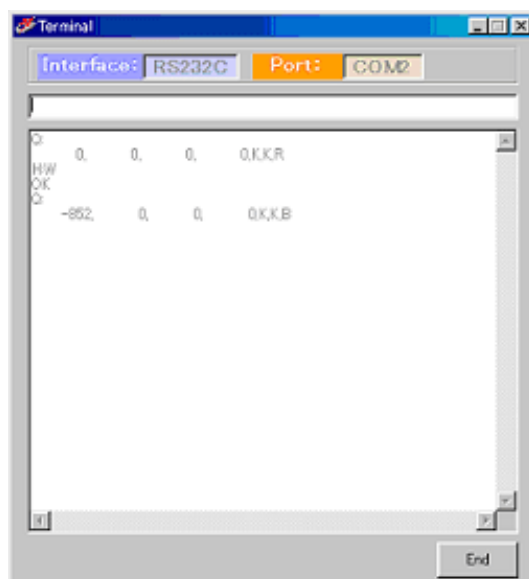 Terminal
Interface: RS232C Port: COM2
Q:
0, 0, 0, 0,K,K,R
H:W
OK
Q:
-852, 0, 0, 0,K,K,B
End